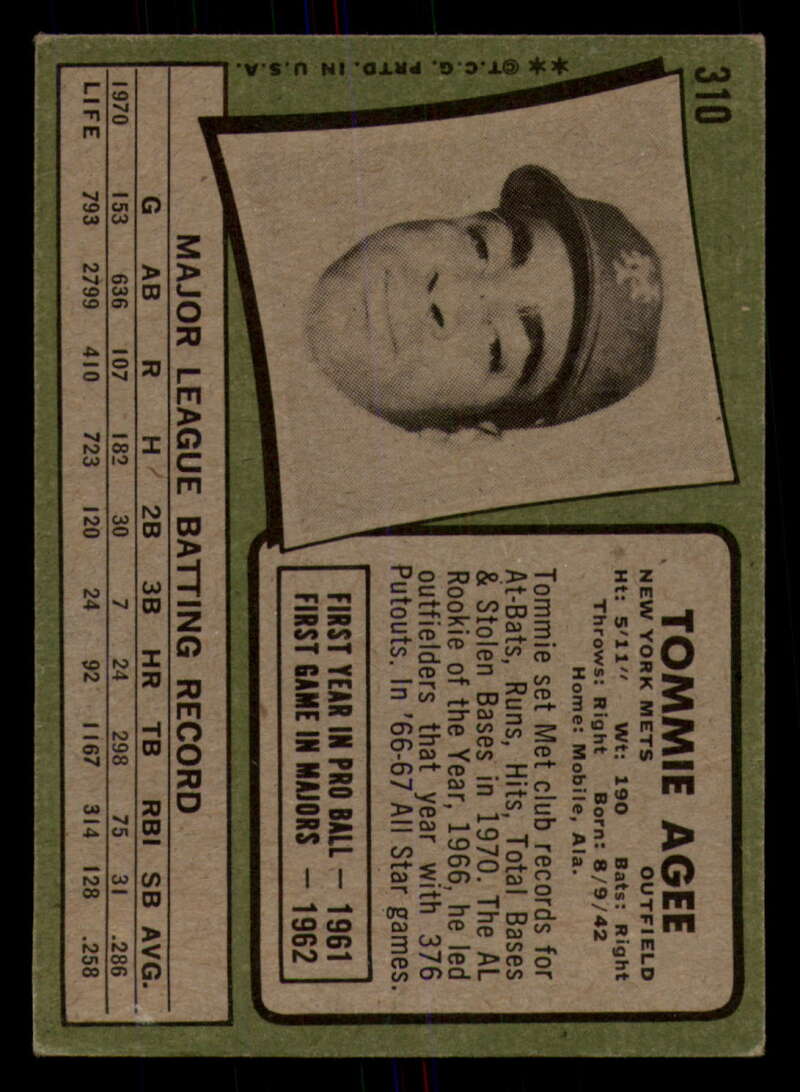 310
** ©T.C.G. PRTD. IN U.S.A.
TOMMIE AGEE
NEW YORK METS OUTFIELD
Ht: 5'11" Wt: 190 Bats: Right
Throws: Right Born: 8/9/42
Home: Mobile, Ala.
Tommie set Met club records for
At-Bats, Runs, Hits, Total Bases
& Stolen Bases in 1970. The AL
Rookie of the Year, 1966, he led
outfielders that year with 376
Putouts. In '66-67 All Star games.
FIRST YEAR IN PRO BALL — 1961
FIRST GAME IN MAJORS — 1962
MAJOR LEAGUE BATTING RECORD
G AB R H 2B 3B HR TB RBI SB AVG.
1970 153 636 107 182 30 7 24 298 75 31 .286
LIFE 793 2799 410 723 120 24 92 1167 314 128 .258